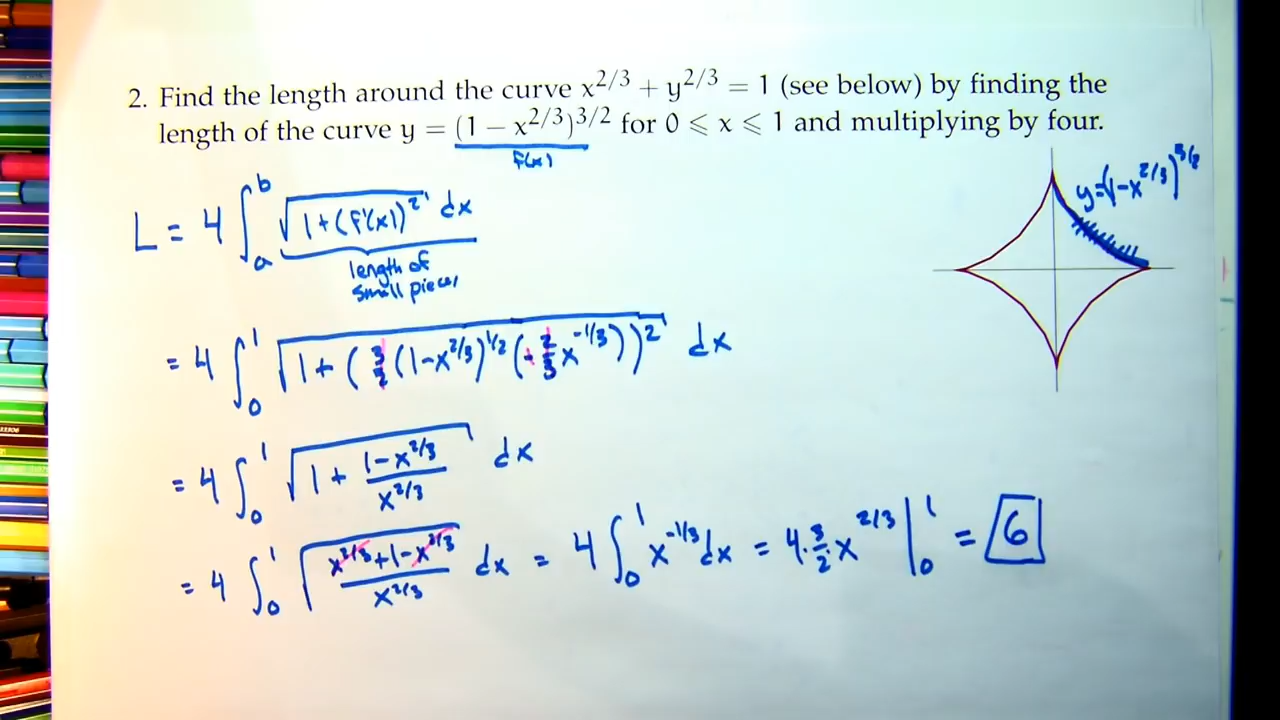 2. Find the length around the curve x^{2/3} + y^{2/3} = 1 (see below) by finding the
length of the curve y = (1 − x^{2/3})^{3/2} for 0 ⩽ x ⩽ 1 and multiplying by four.
f(x)
y=(1-x^{2/3})^{3/2}
L = 4 ∫_a^b √(1+(f'(x))^2) dx
length of
small pieces
= 4 ∫_0^1 √(1+(3/2(1-x^{2/3})^{1/2}(-2/3 x^{-1/3}))^2) dx
= 4 ∫_0^1 √(1+ (1-x^{2/3})/x^{2/3}) dx
= 4 ∫_0^1 √((x^{2/3}+1-x^{2/3})/x^{2/3}) dx = 4 ∫_0^1 x^{-1/3} dx = 4·3/2 x^{2/3} |_0^1 = 6